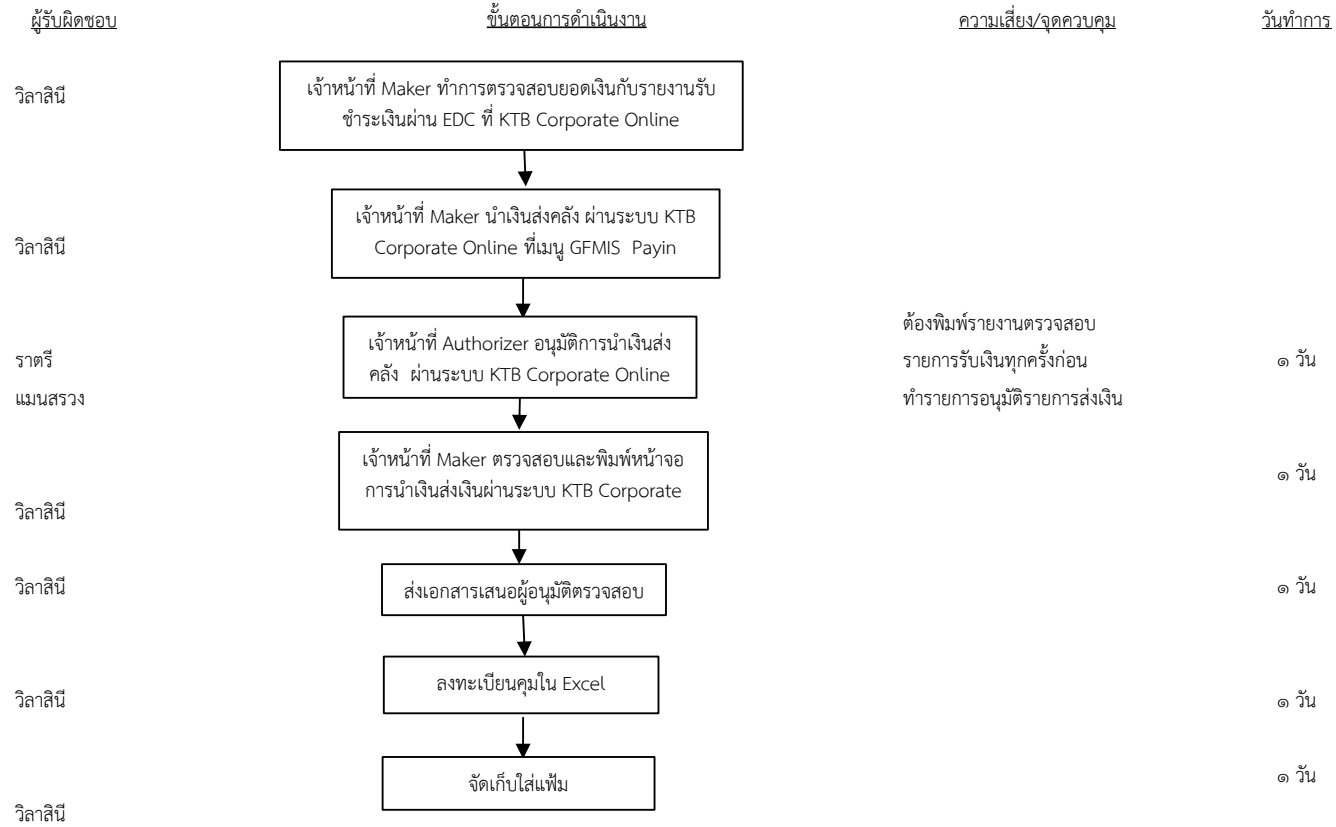 ผู้รับผิดชอบ ขั้นตอนการดำเนินงาน ความเสี่ยง/จุดควบคุม วันทำการ
วิลาสินี
เจ้าหน้าที่ Maker ทำการตรวจสอบยอดเงินกับรายงานรับ
ชำระเงินผ่าน EDC ที่ KTB Corporate Online
วิลาสินี
เจ้าหน้าที่ Maker นำเงินส่งคลัง ผ่านระบบ KTB
Corporate Online ที่เมนู GFMIS Payin
ราตรี
แมนสรวง
เจ้าหน้าที่ Authorizer อนุมัติการนำเงินส่ง
คลัง ผ่านระบบ KTB Corporate Online
ต้องพิมพ์รายงานตรวจสอบ
รายการรับเงินทุกครั้งก่อน
ทำรายการอนุมัติรายการส่งเงิน
๑ วัน
เจ้าหน้าที่ Maker ตรวจสอบและพิมพ์หน้าจอ
การนำเงินส่งเงินผ่านระบบ KTB Corporate
๑ วัน
วิลาสินี
วิลาสินี
ส่งเอกสารเสนอผู้อนุมัติตรวจสอบ
๑ วัน
วิลาสินี
ลงทะเบียนคุมใน Excel
๑ วัน
จัดเก็บใส่แฟ้ม
๑ วัน
วิลาสินี